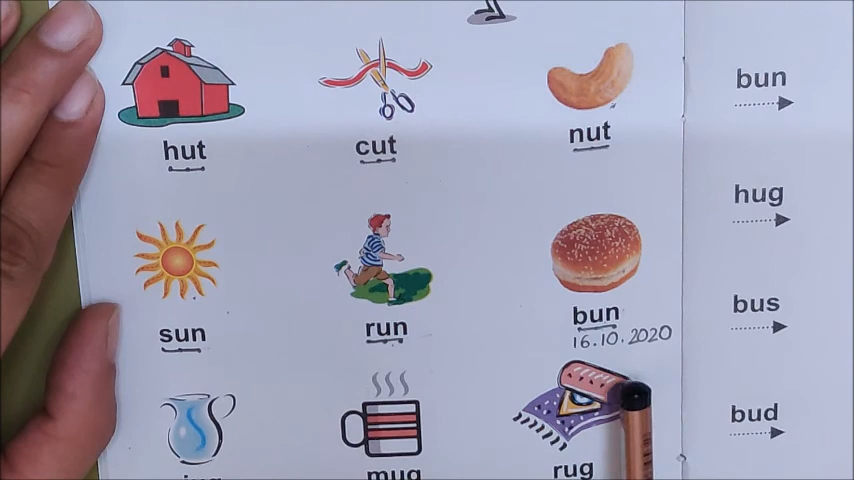 hut cut nut
sun run bun
16.10.2020
mug rug
bun
hug
bus
bud